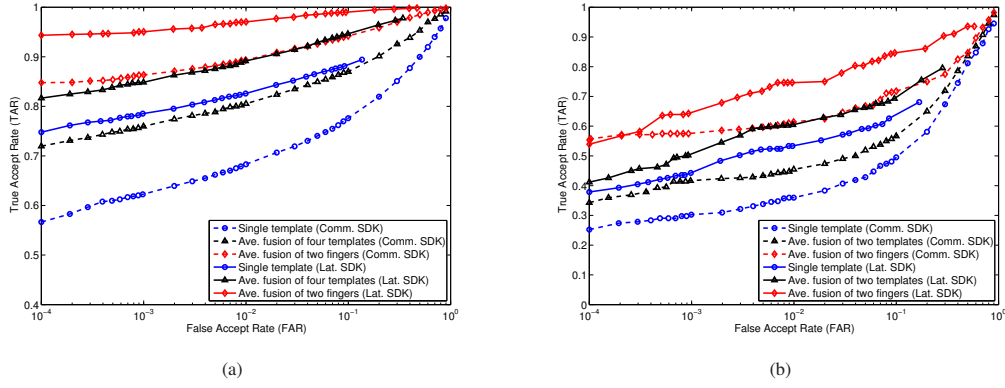 1
0.9
0.8
0.7
0.6
0.5
0.4
True Accept Rate (TAR)
10⁻⁴
10⁻³
10⁻²
10⁻¹
10⁰
False Accept Rate (FAR)
Single template (Comm. SDK)
Ave. fusion of four templates (Comm. SDK)
Ave. fusion of two fingers (Comm. SDK)
Single template (Lat. SDK)
Ave. fusion of four templates (Lat. SDK)
Ave. fusion of two fingers (Lat. SDK)
(a)
1
0.9
0.8
0.7
0.6
0.5
0.4
0.3
0.2
0.1
0
True Accept Rate (TAR)
10⁻⁴
10⁻³
10⁻²
10⁻¹
10⁰
False Accept Rate (FAR)
Single template (Comm. SDK)
Ave. fusion of two templates (Comm. SDK)
Ave. fusion of two fingers (Comm. SDK)
Single template (Lat. SDK)
Ave. fusion of two templates (Lat. SDK)
Ave. fusion of two fingers (Lat. SDK)
(b)